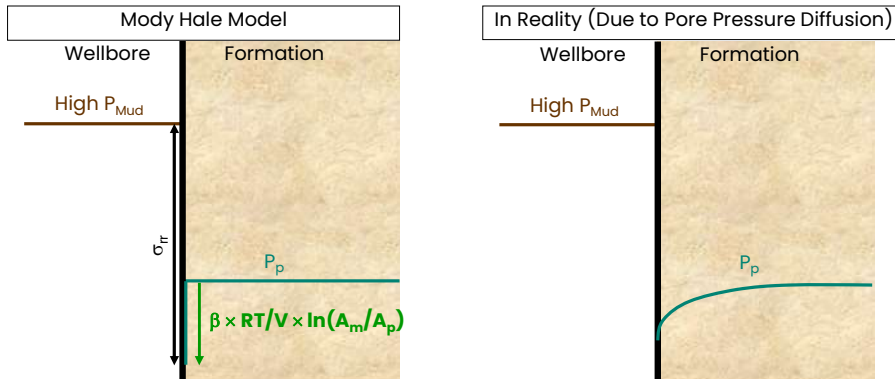 Mody Hale Model
Wellbore Formation
High P_Mud
σ_rr
P_p
β × RT/V × ln(A_m/A_p)
In Reality (Due to Pore Pressure Diffusion)
Wellbore Formation
High P_Mud
P_p